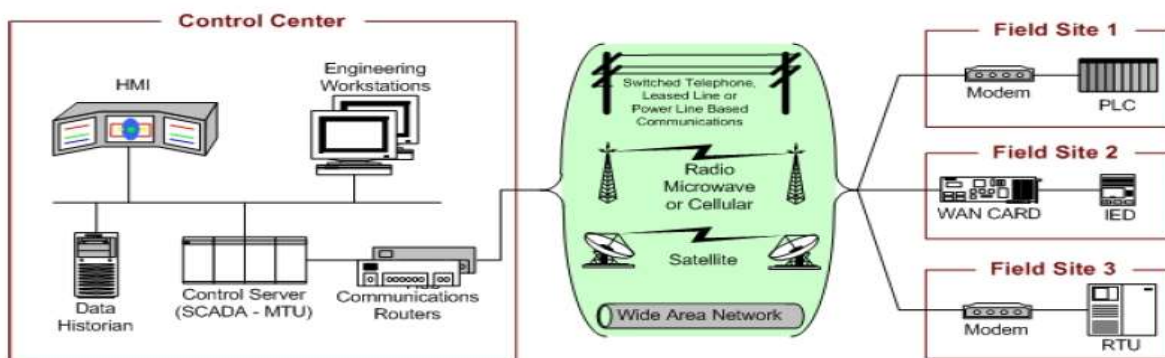 Control Center
HMI
Engineering
Workstations
Data
Historian
Control Server
(SCADA - MTU)
Communications
Routers
Switched Telephone,
Leased Line or
Power Line Based
Communications
Radio
Microwave
or Cellular
Satellite
Wide Area Network
Field Site 1
Modem
PLC
Field Site 2
WAN CARD
IED
Field Site 3
Modem
RTU